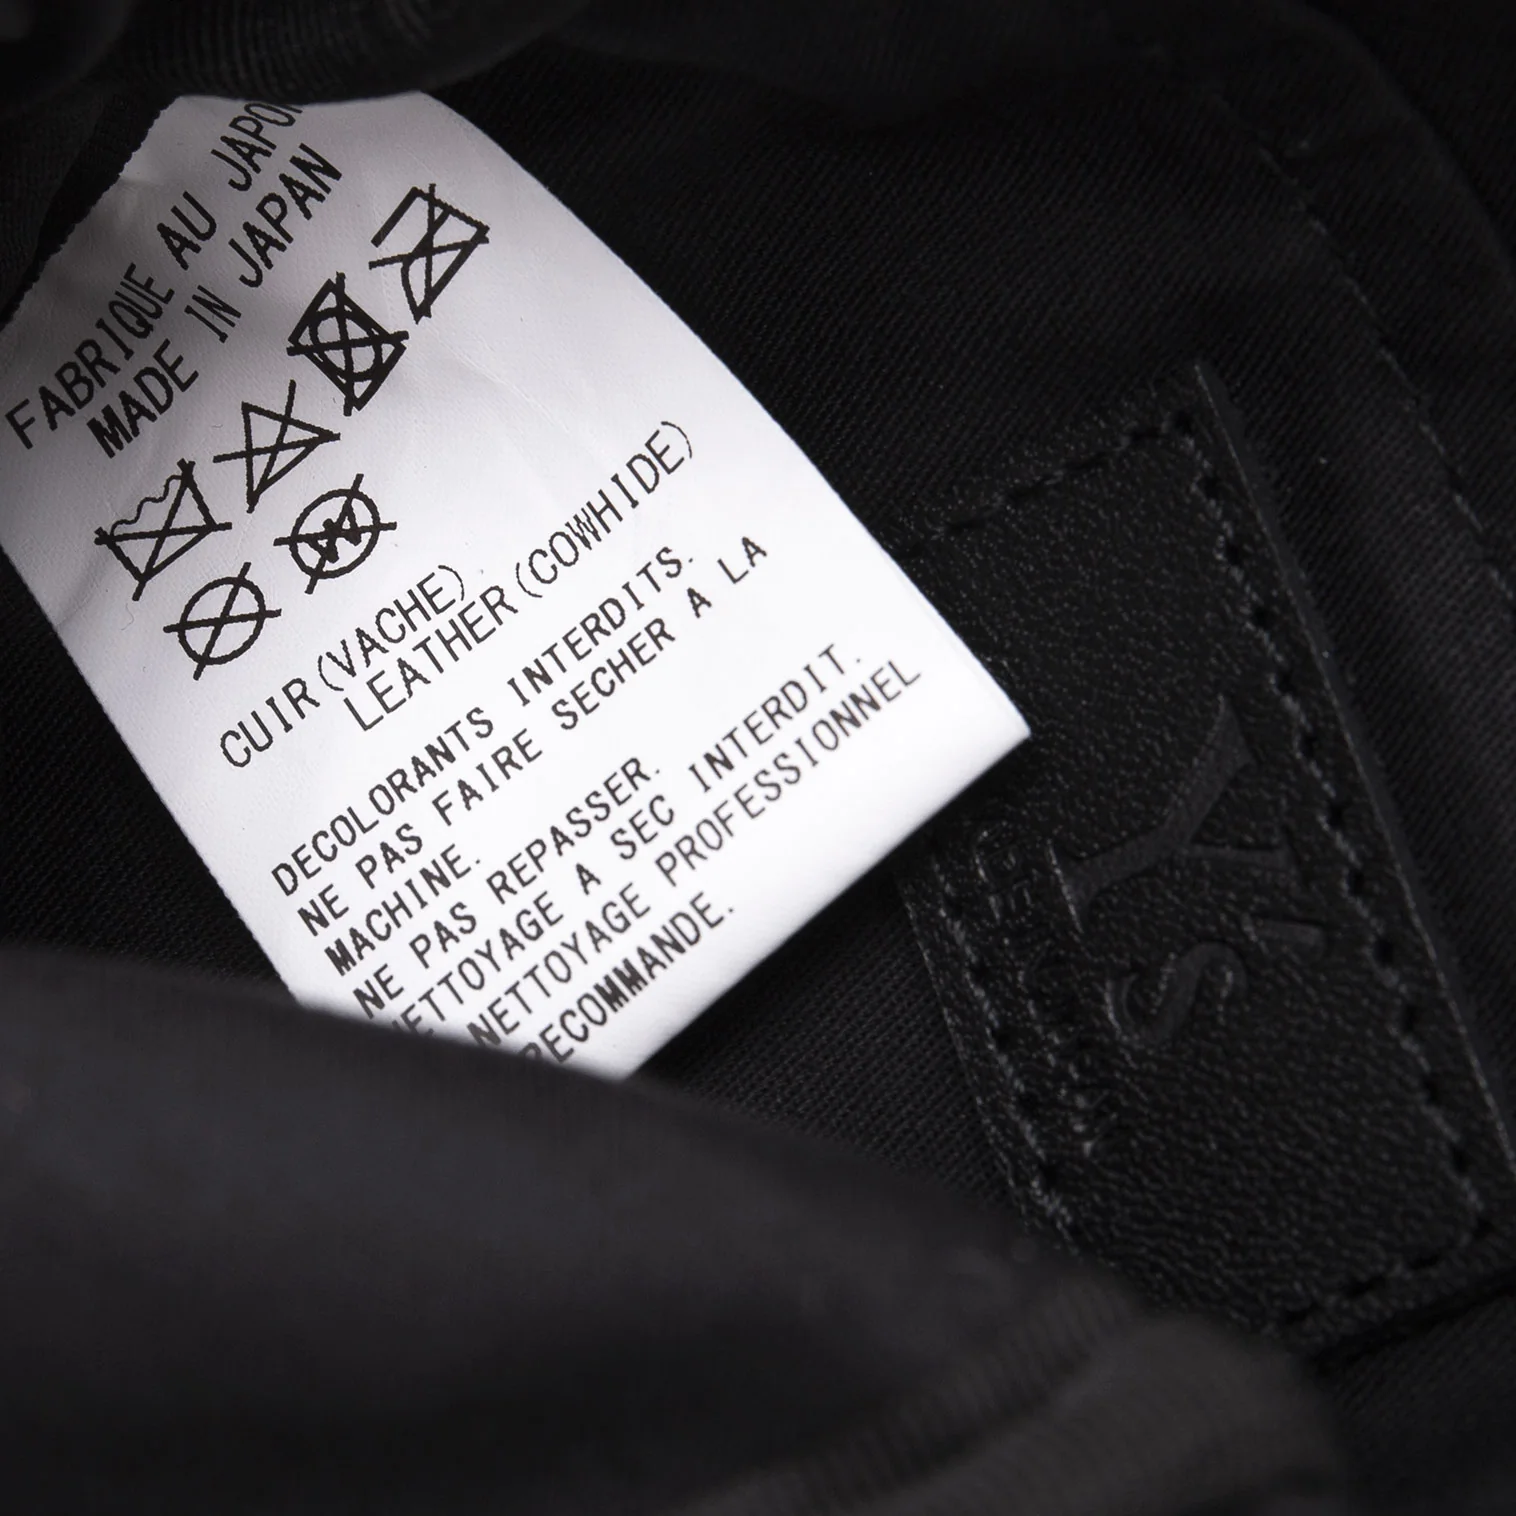 FABRIQUE AU JAPON
MADE IN JAPAN
W
CUIR(VACHE)
LEATHER(COWHIDE)
DECOLORANTS INTERDITS.
NE PAS FAIRE SECHER A LA
MACHINE.
NE PAS REPASSER.
NETTOYAGE A SEC INTERDIT.
NETTOYAGE PROFESSIONNEL
RECOMMANDE.
Y's